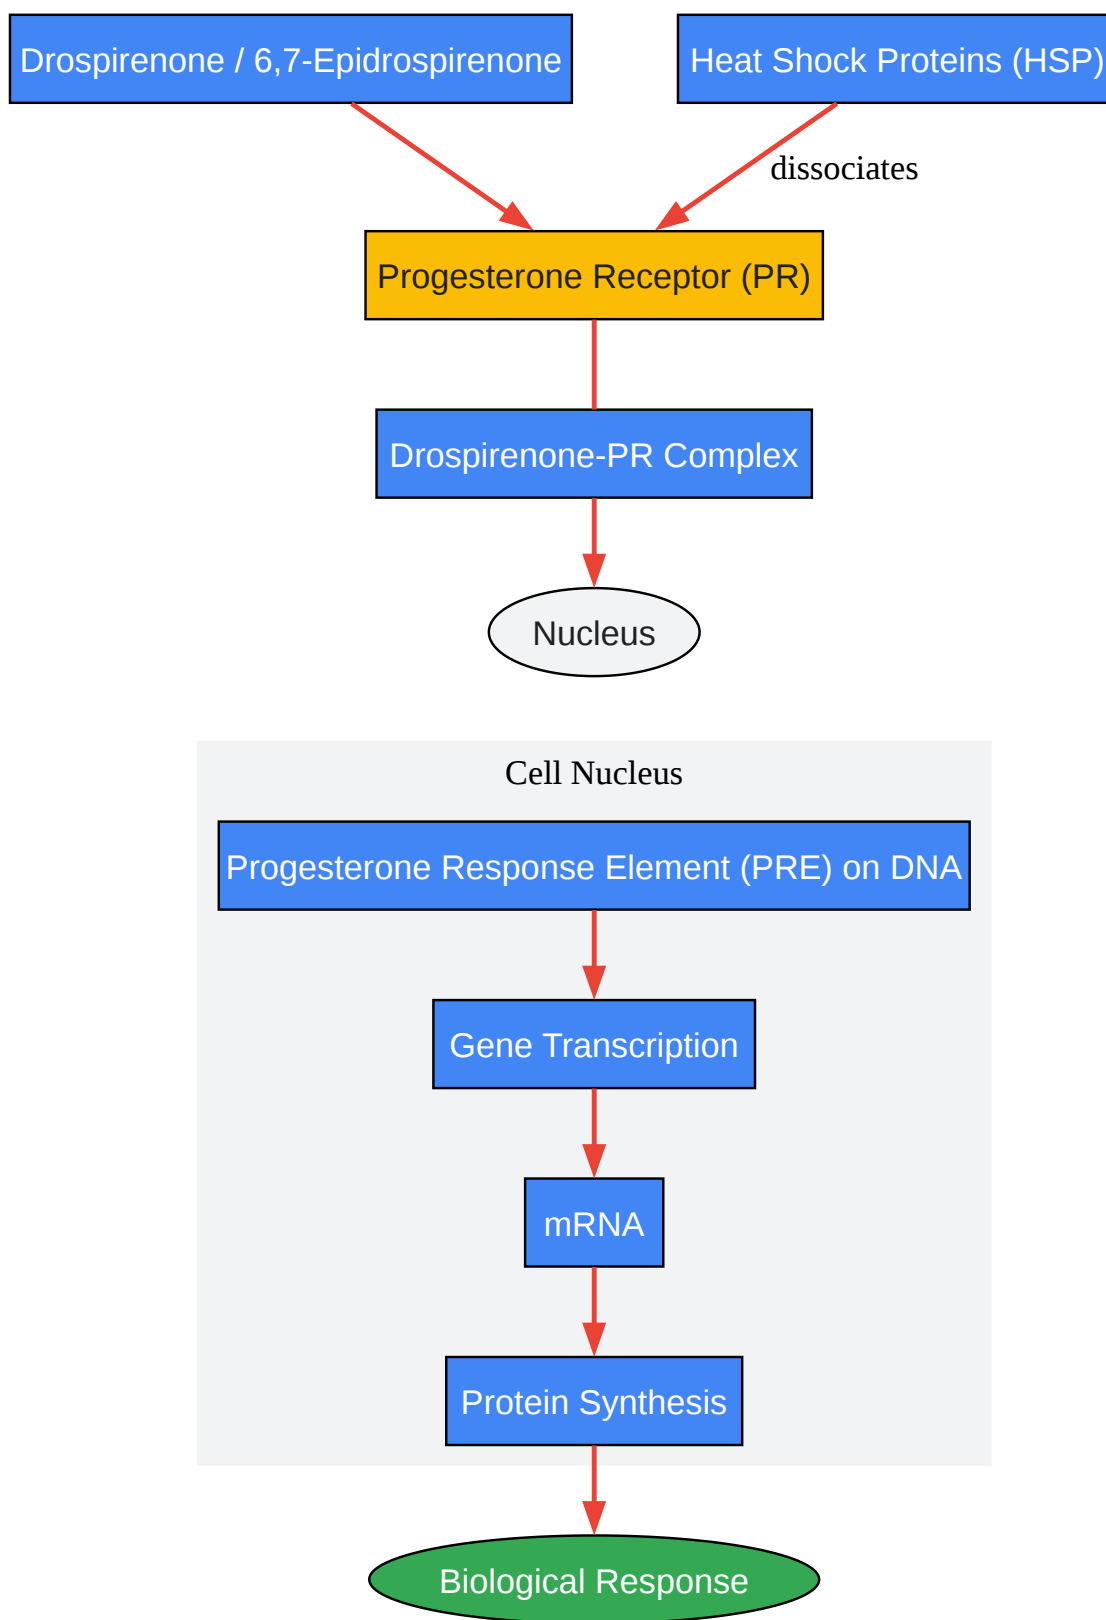 Drospirenone / 6,7-Epidrospirenone
Heat Shock Proteins (HSP)
dissociates
Progesterone Receptor (PR)
Drospirenone-PR Complex
Nucleus
Cell Nucleus
Progesterone Response Element (PRE) on DNA
Gene Transcription
mRNA
Protein Synthesis
Biological Response